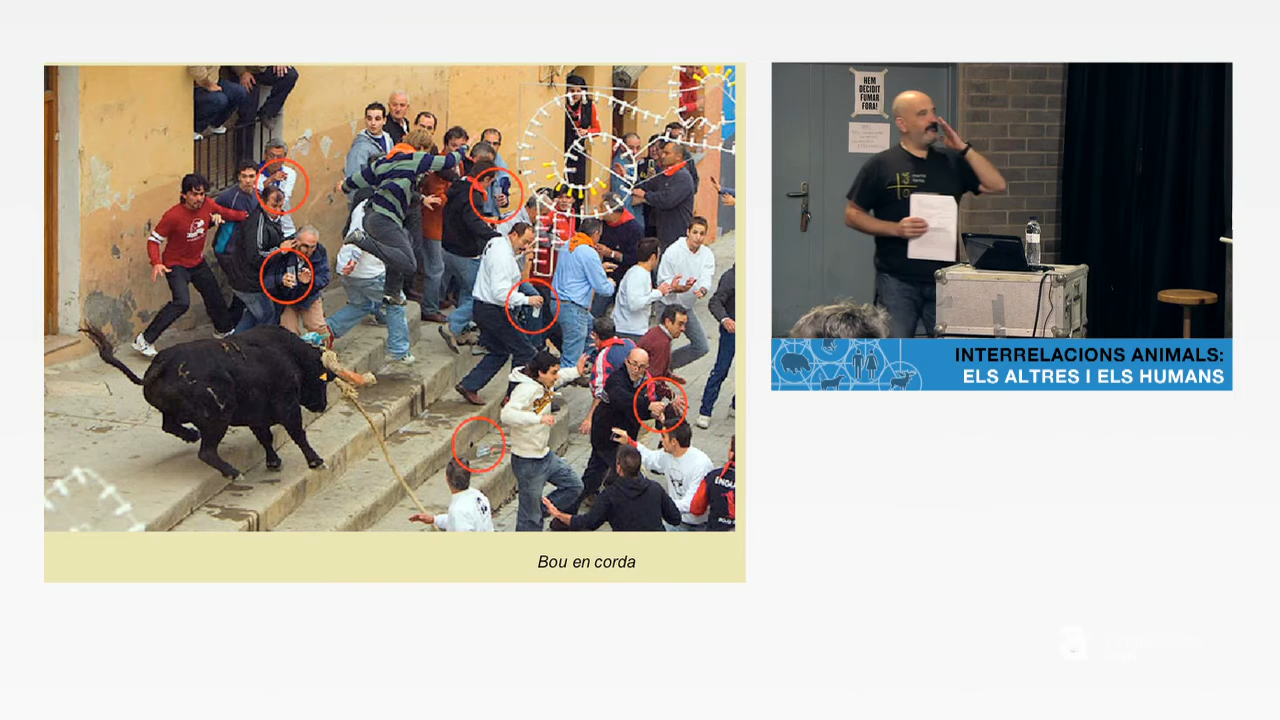 Bou en corda
HEM
DECIDIT
FUMAR
FORA!
INTERRELACIONS ANIMALS:
ELS ALTRES I ELS HUMANS